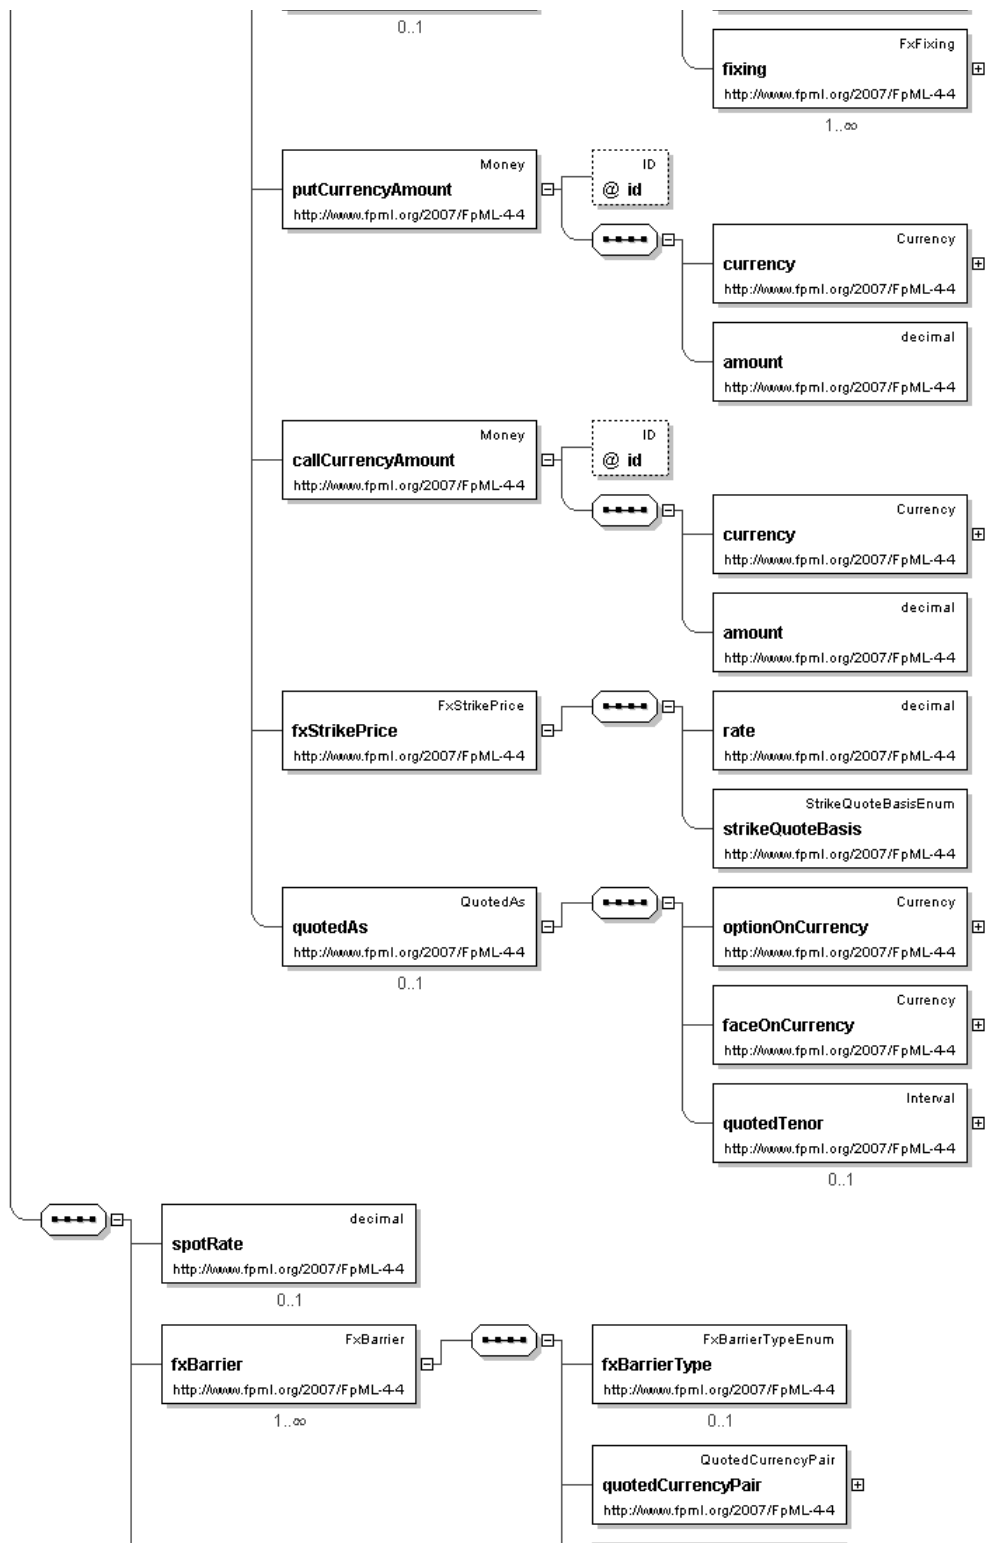 0..1
FxFixing
fixing
http://www.fpml.org/2007/FpML-4-4
1..∞
Money
putCurrencyAmount
http://www.fpml.org/2007/FpML-4-4
ID
@ id
Currency
currency
http://www.fpml.org/2007/FpML-4-4
decimal
amount
http://www.fpml.org/2007/FpML-4-4
Money
callCurrencyAmount
http://www.fpml.org/2007/FpML-4-4
ID
@ id
Currency
currency
http://www.fpml.org/2007/FpML-4-4
decimal
amount
http://www.fpml.org/2007/FpML-4-4
FxStrikePrice
fxStrikePrice
http://www.fpml.org/2007/FpML-4-4
decimal
rate
http://www.fpml.org/2007/FpML-4-4
StrikeQuoteBasisEnum
strikeQuoteBasis
http://www.fpml.org/2007/FpML-4-4
QuotedAs
quotedAs
http://www.fpml.org/2007/FpML-4-4
0..1
Currency
optionOnCurrency
http://www.fpml.org/2007/FpML-4-4
Currency
faceOnCurrency
http://www.fpml.org/2007/FpML-4-4
Interval
quotedTenor
http://www.fpml.org/2007/FpML-4-4
0..1
decimal
spotRate
http://www.fpml.org/2007/FpML-4-4
0..1
FxBarrier
fxBarrier
http://www.fpml.org/2007/FpML-4-4
1..∞
FxBarrierTypeEnum
fxBarrierType
http://www.fpml.org/2007/FpML-4-4
0..1
QuotedCurrencyPair
quotedCurrencyPair
http://www.fpml.org/2007/FpML-4-4